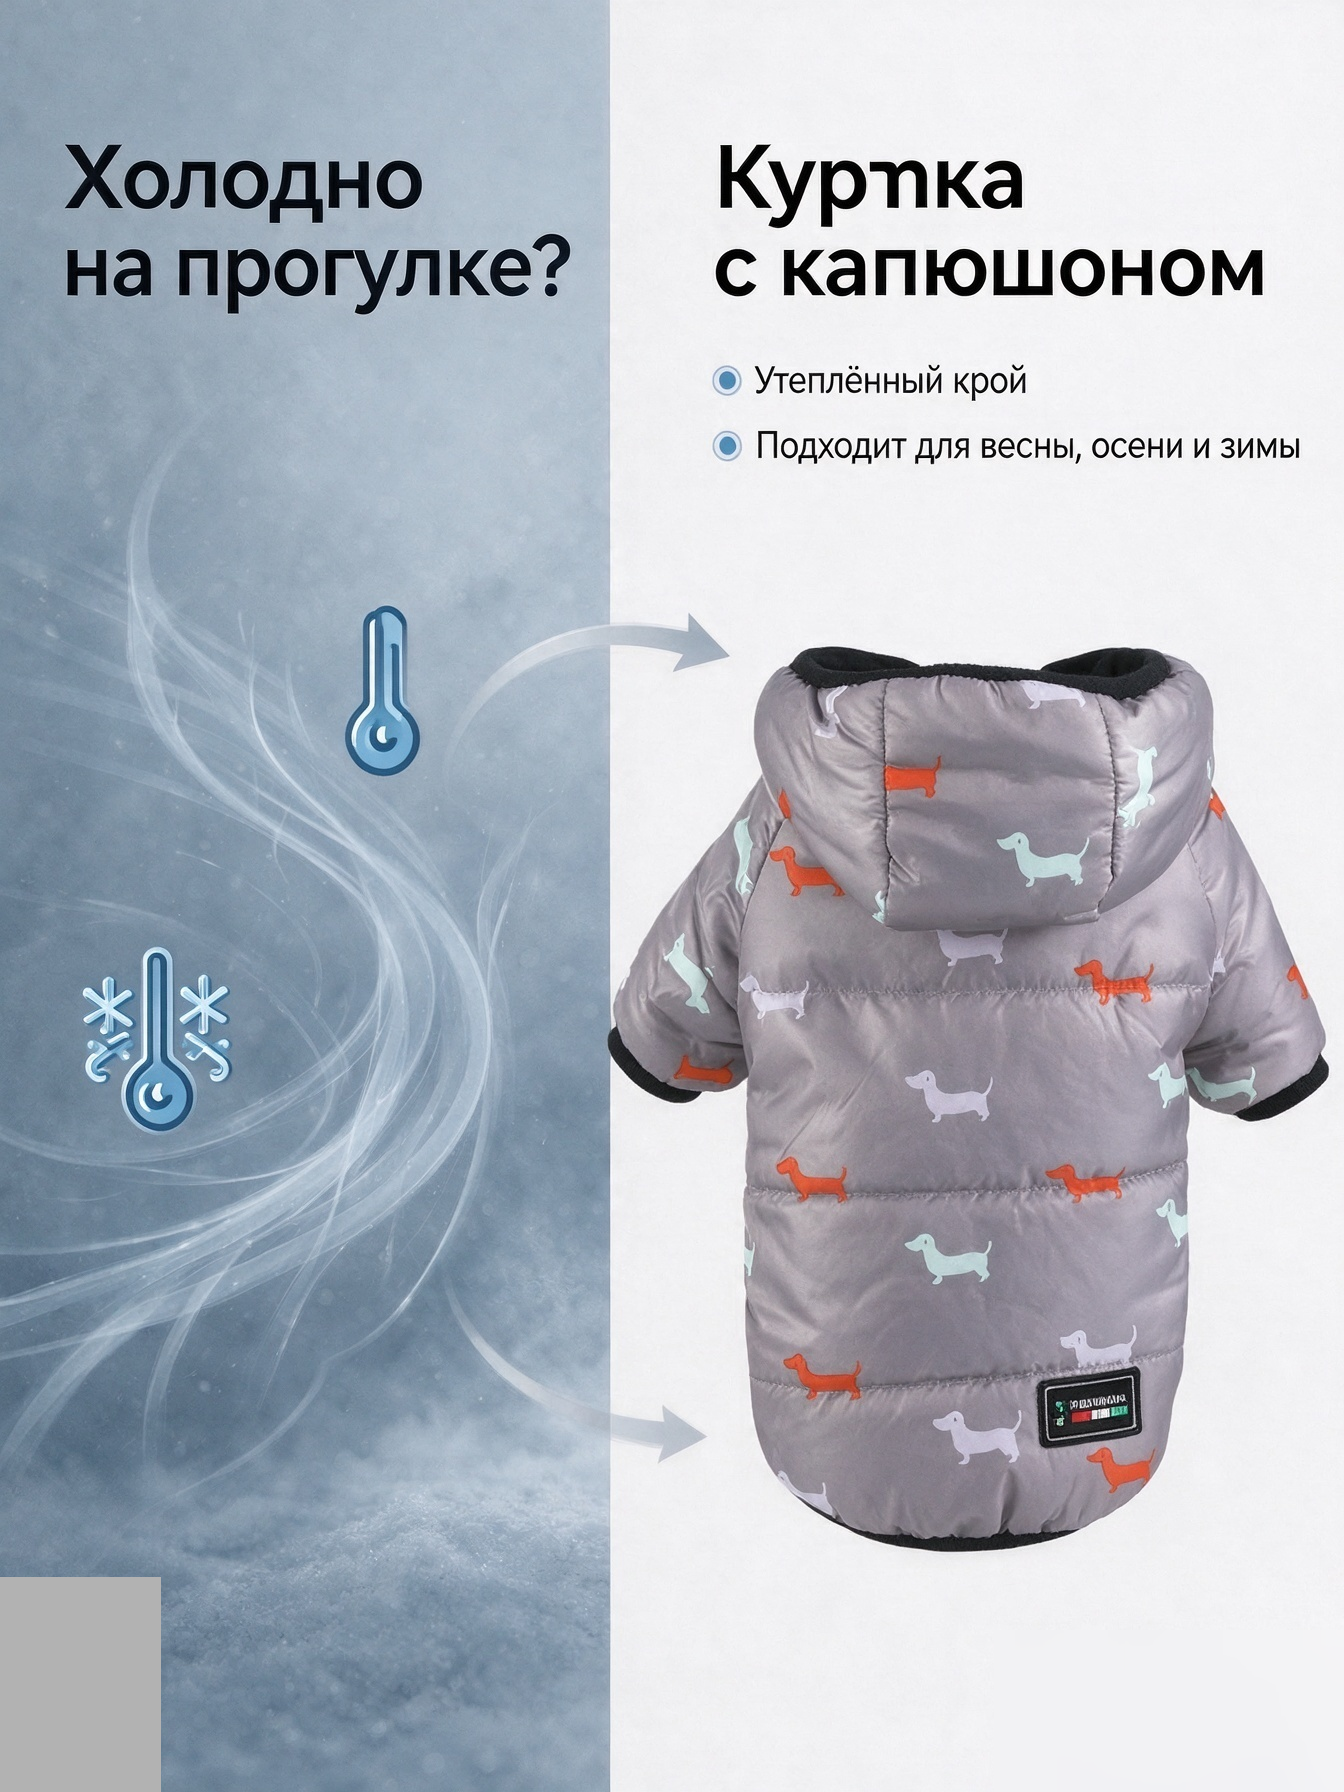 Холодно
на прогулке?
Куртка
с капюшоном
Утеплённый крой
Подходит для весны, осени и зимы